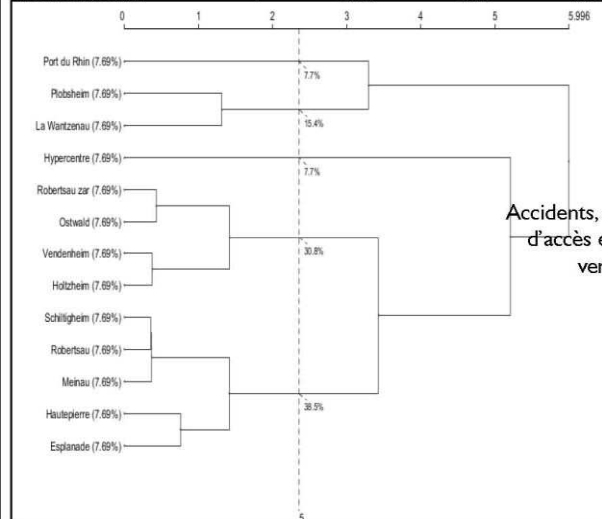 0 1 2 3 4 5 5.996
Port du Rhin (7.69%)
7.7%
Plobsheim (7.69%)
15.4%
La Wantzenau (7.69%)
Hypercentre (7.69%)
7.7%
Robertsau zar (7.69%)
Ostwald (7.69%)
Accidents,
d'accès e
30.8%
Vendenheim (7.69%)
ver
Holtzheim (7.69%)
Schiltigheim (7.69%)
Robertsau (7.69%)
Meinau (7.69%)
38.5%
Hautepierre (7.69%)
Esplanade (7.69%)
5